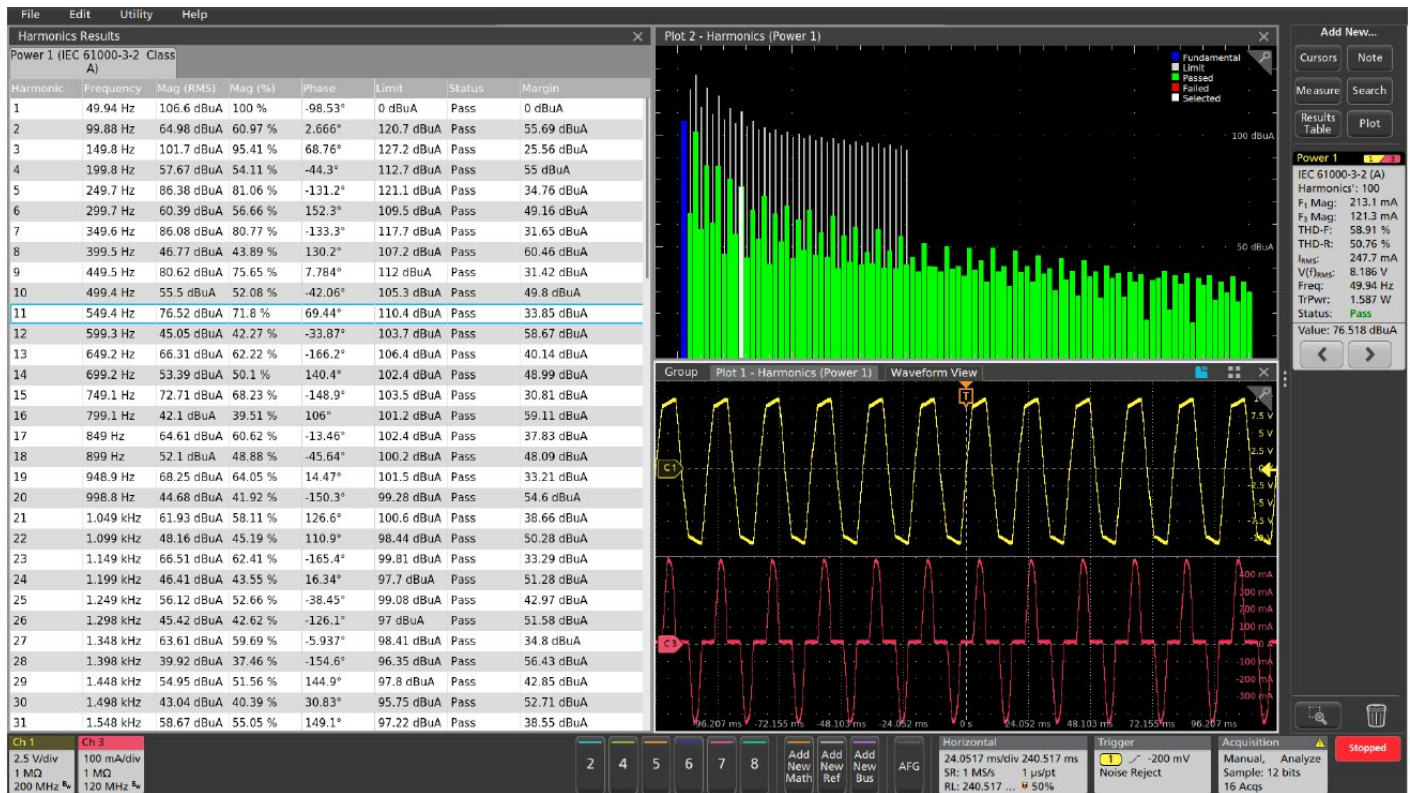 File Edit Utility Help
Harmonics Results
Power 1 (IEC 61000-3-2 Class A)
Harmonic Frequency Mag (RMS) Mag (%) Phase Limit Status Margin
1 49.94 Hz 106.6 dBuA 100 % -98.53° 0 dBuA Pass 0 dBuA
2 99.88 Hz 64.98 dBuA 60.97 % 2.666° 120.7 dBuA Pass 55.69 dBuA
3 149.8 Hz 101.7 dBuA 95.41 % 68.76° 127.2 dBuA Pass 25.56 dBuA
4 199.8 Hz 57.67 dBuA 54.11 % -44.3° 112.7 dBuA Pass 55 dBuA
5 249.7 Hz 86.38 dBuA 81.06 % -131.2° 121.1 dBuA Pass 34.76 dBuA
6 299.7 Hz 60.39 dBuA 56.66 % 152.3° 109.5 dBuA Pass 49.16 dBuA
7 349.6 Hz 86.08 dBuA 80.77 % -133.3° 117.7 dBuA Pass 31.65 dBuA
8 399.5 Hz 46.77 dBuA 43.89 % 130.2° 107.2 dBuA Pass 60.46 dBuA
9 449.5 Hz 80.62 dBuA 75.65 % 7.784° 112 dBuA Pass 31.42 dBuA
10 499.4 Hz 55.5 dBuA 52.08 % -42.06° 105.3 dBuA Pass 49.8 dBuA
11 549.4 Hz 76.52 dBuA 71.8 % 69.44° 110.4 dBuA Pass 33.85 dBuA
12 599.3 Hz 45.05 dBuA 42.27 % -33.87° 103.7 dBuA Pass 58.67 dBuA
13 649.2 Hz 66.31 dBuA 62.22 % -166.2° 106.4 dBuA Pass 40.14 dBuA
14 699.2 Hz 53.39 dBuA 50.1 % 140.4° 102.4 dBuA Pass 48.99 dBuA
15 749.1 Hz 72.71 dBuA 68.23 % -148.9° 103.5 dBuA Pass 30.81 dBuA
16 799.1 Hz 42.1 dBuA 39.51 % 106° 101.2 dBuA Pass 59.11 dBuA
17 849 Hz 64.61 dBuA 60.62 % -13.46° 102.4 dBuA Pass 37.83 dBuA
18 899 Hz 52.1 dBuA 48.88 % -45.64° 100.2 dBuA Pass 48.09 dBuA
19 948.9 Hz 68.25 dBuA 64.05 % 14.47° 101.5 dBuA Pass 33.21 dBuA
20 998.8 Hz 44.68 dBuA 41.92 % -150.3° 99.28 dBuA Pass 54.6 dBuA
21 1.049 kHz 61.93 dBuA 58.11 % 126.6° 100.6 dBuA Pass 38.66 dBuA
22 1.099 kHz 48.16 dBuA 45.19 % 110.9° 98.44 dBuA Pass 50.28 dBuA
23 1.149 kHz 66.51 dBuA 62.41 % -165.4° 99.81 dBuA Pass 33.29 dBuA
24 1.199 kHz 46.41 dBuA 43.55 % 16.34° 97.7 dBuA Pass 51.28 dBuA
25 1.249 kHz 56.12 dBuA 52.66 % -38.45° 99.08 dBuA Pass 42.97 dBuA
26 1.298 kHz 45.42 dBuA 42.62 % -126.1° 97 dBuA Pass 51.58 dBuA
27 1.348 kHz 63.61 dBuA 59.69 % -5.937° 98.41 dBuA Pass 34.8 dBuA
28 1.398 kHz 39.92 dBuA 37.46 % -154.6° 96.35 dBuA Pass 56.43 dBuA
29 1.448 kHz 54.95 dBuA 51.56 % 144.9° 97.8 dBuA Pass 42.85 dBuA
30 1.498 kHz 43.04 dBuA 40.39 % 30.83° 95.75 dBuA Pass 52.71 dBuA
31 1.548 kHz 58.67 dBuA 55.05 % 149.1° 97.22 dBuA Pass 38.55 dBuA
Plot 2 - Harmonics (Power 1)
Fundamental
Limit
Passed
Failed
Selected
100 dBuA
50 dBuA
Group Plot 1 - Harmonics (Power 1) Waveform View
T
7.5 V
5 V
2.5 V
C1
-2.5 V
-5 V
-7.5 V
400 mA
300 mA
200 mA
100 mA
C3
-100 mA
-200 mA
-300 mA
-96.207 ms -72.155 ms -48.103 ms -24.052 ms 0 s 24.052 ms 48.103 ms 72.155 ms 96.207 ms
Add New...
Cursors Note
Measure Search
Results Table Plot
Power 1 1 3
IEC 61000-3-2 (A)
Harmonics': 100
F₁ Mag: 213.1 mA
F₃ Mag: 121.3 mA
THD-F: 58.91 %
THD-R: 50.76 %
IRMS: 247.7 mA
V(f)RMS: 8.186 V
Freq: 49.94 Hz
TrPwr: 1.587 W
Status: Pass
Value: 76.518 dBuA
Ch 1
2.5 V/div
1 MΩ
200 MHz Bw
Ch 3
100 mA/div
1 MΩ
120 MHz Bw
2 4 5 6 7 8
Add New Math
Add New Ref
Add New Bus
AFG
Horizontal
24.0517 ms/div 240.517 ms
SR: 1 MS/s 1 µs/pt
RL: 240.517 ... 50%
Trigger
1 -200 mV
Noise Reject
Acquisition
Manual, Analyze
Sample: 12 bits
16 Acqs
Stopped